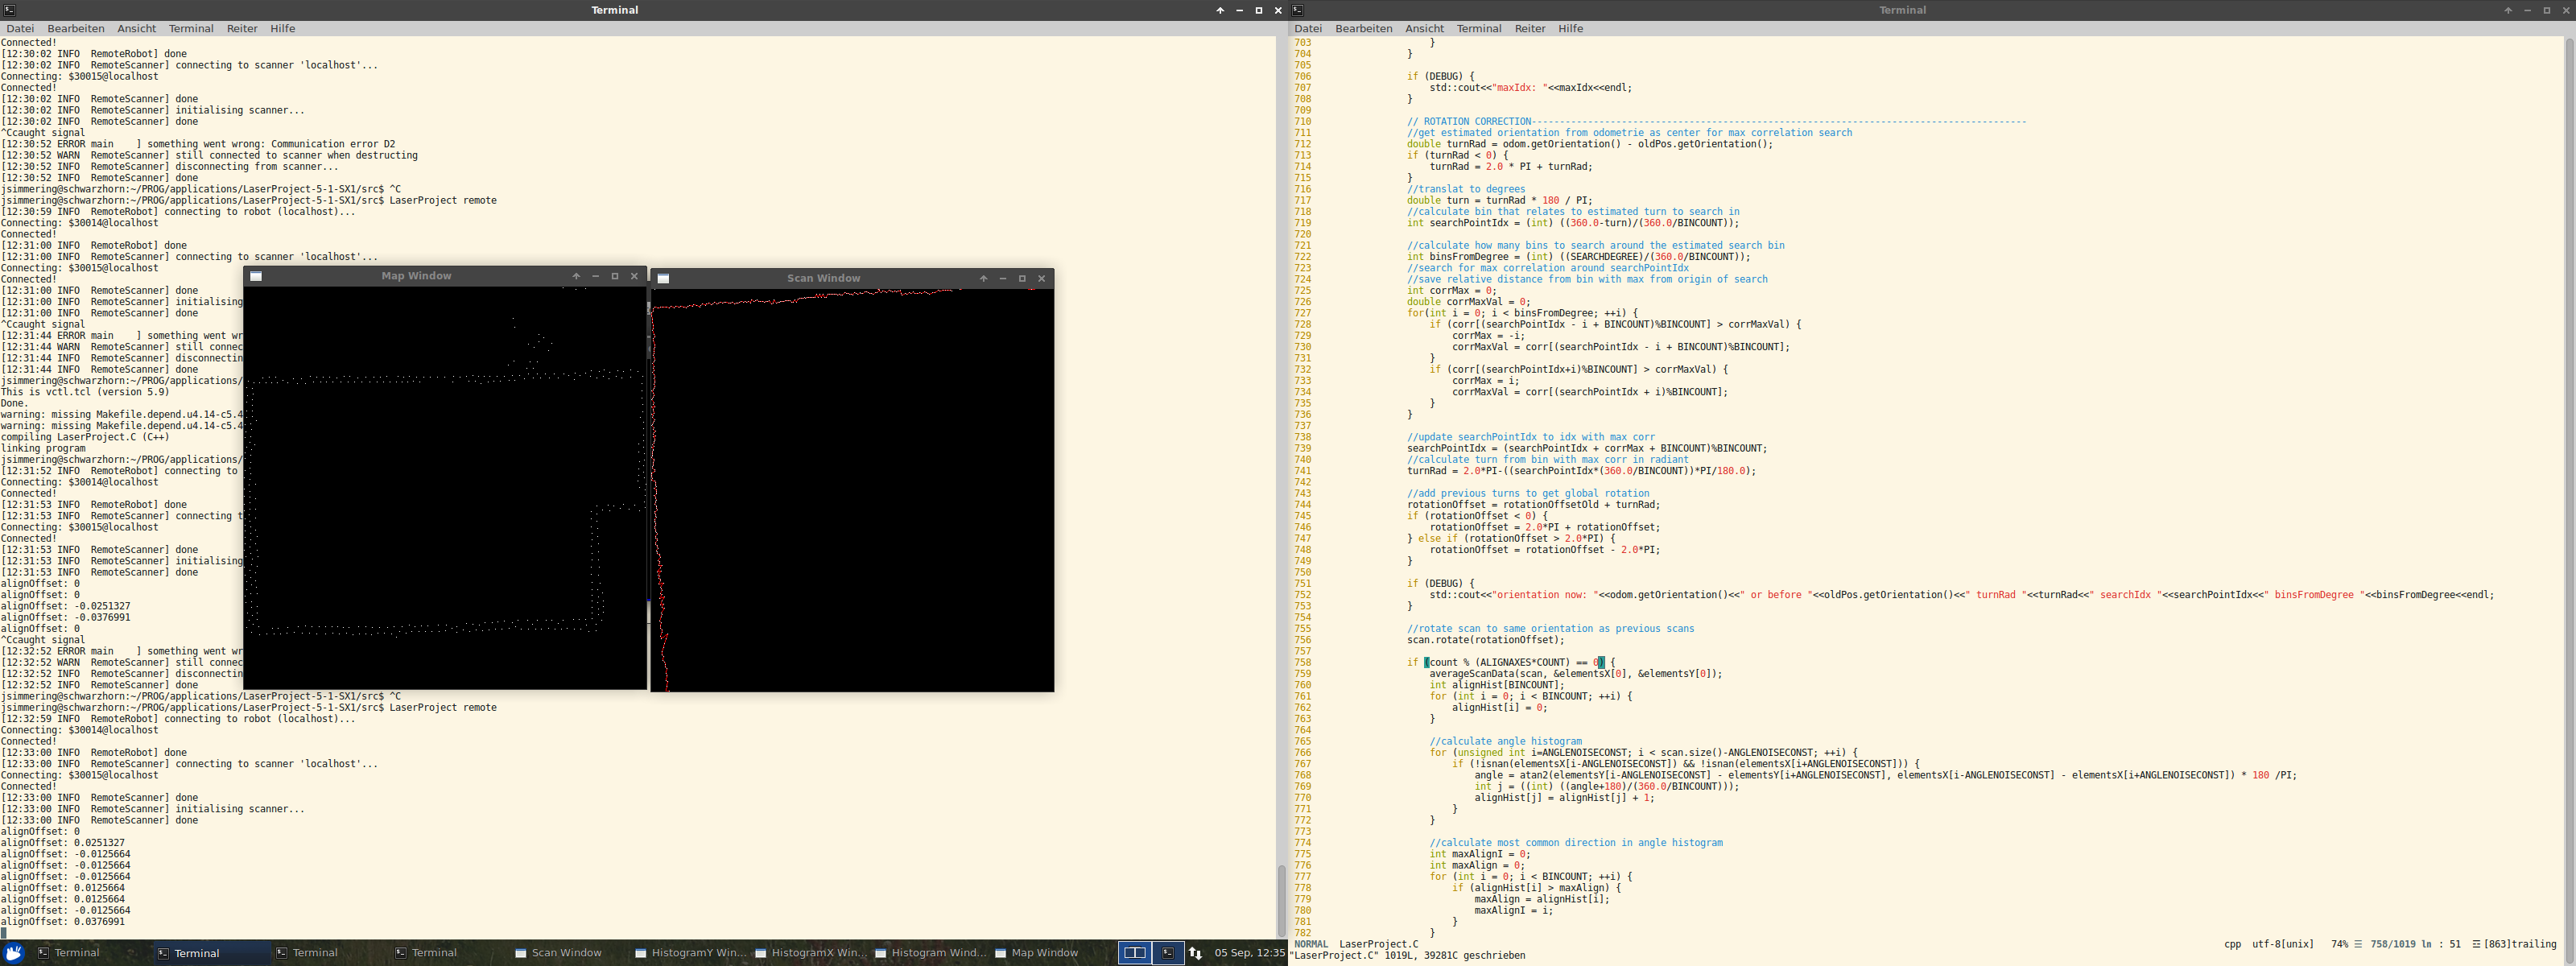 Terminal
Datei Bearbeiten Ansicht Terminal Reiter Hilfe
Connected!
[12:30:02 INFO  RemoteRobot] done
[12:30:02 INFO  RemoteScanner] connecting to scanner 'localhost'...
Connecting: $30015@localhost
Connected!
[12:30:02 INFO  RemoteScanner] done
[12:30:02 INFO  RemoteScanner] initialising scanner...
[12:30:02 INFO  RemoteScanner] done
^Ccaught signal
[12:30:52 ERROR main    ] something went wrong: Communication error D2
[12:30:52 WARN  RemoteScanner] still connected to scanner when destructing
[12:30:52 INFO  RemoteScanner] disconnecting from scanner...
[12:30:52 INFO  RemoteScanner] done
jsimmering@schwarzhorn:~/PROG/applications/LaserProject-5-1-SX1/src$ ^C
jsimmering@schwarzhorn:~/PROG/applications/LaserProject-5-1-SX1/src$ LaserProject remote
[12:30:59 INFO  RemoteRobot] connecting to robot (localhost)...
Connecting: $30014@localhost
Connected!
[12:31:00 INFO  RemoteRobot] done
[12:31:00 INFO  RemoteScanner] connecting to scanner 'localhost'...
Connecting: $30015@localhost
Connected!
[12:31:00 INFO  RemoteScanner] done
[12:31:00 INFO  RemoteScanner] initialising
[12:31:00 INFO  RemoteScanner] done
^Ccaught signal
[12:31:44 ERROR main    ] something went wr
[12:31:44 WARN  RemoteScanner] still connec
[12:31:44 INFO  RemoteScanner] disconnectin
[12:31:44 INFO  RemoteScanner] done
jsimmering@schwarzhorn:~/PROG/applications/
This is vctl.tcl (version 5.9)
Done.
warning: missing Makefile.depend.u4.14-c5.4
warning: missing Makefile.depend.u4.14-c5.4
compiling LaserProject.C (C++)
linking program
jsimmering@schwarzhorn:~/PROG/applications/
[12:31:52 INFO  RemoteRobot] connecting to
Connecting: $30014@localhost
Connected!
[12:31:53 INFO  RemoteRobot] done
[12:31:53 INFO  RemoteScanner] connecting t
Connecting: $30015@localhost
Connected!
[12:31:53 INFO  RemoteScanner] done
[12:31:53 INFO  RemoteScanner] initialising
[12:31:53 INFO  RemoteScanner] done
alignOffset: 0
alignOffset: 0
alignOffset: -0.0251327
alignOffset: -0.0376991
alignOffset: 0
^Ccaught signal
[12:32:52 ERROR main    ] something went wr
[12:32:52 WARN  RemoteScanner] still connec
[12:32:52 INFO  RemoteScanner] disconnectin
[12:32:52 INFO  RemoteScanner] done
jsimmering@schwarzhorn:~/PROG/applications/LaserProject-5-1-SX1/src$ ^C
jsimmering@schwarzhorn:~/PROG/applications/LaserProject-5-1-SX1/src$ LaserProject remote
[12:32:59 INFO  RemoteRobot] connecting to robot (localhost)...
Connecting: $30014@localhost
Connected!
[12:33:00 INFO  RemoteRobot] done
[12:33:00 INFO  RemoteScanner] connecting to scanner 'localhost'...
Connecting: $30015@localhost
Connected!
[12:33:00 INFO  RemoteScanner] done
[12:33:00 INFO  RemoteScanner] initialising scanner...
[12:33:00 INFO  RemoteScanner] done
alignOffset: 0
alignOffset: 0.0251327
alignOffset: -0.0125664
alignOffset: -0.0125664
alignOffset: -0.0125664
alignOffset: 0.0125664
alignOffset: 0.0125664
alignOffset: -0.0125664
alignOffset: 0.0376991
Map Window
Scan Window
Terminal Terminal Terminal Terminal Scan Window HistogramY Win... HistogramX Win... Histogram Wind... Map Window 05 Sep, 12:35
Terminal
Datei Bearbeiten Ansicht Terminal Reiter Hilfe
703 }
704 }
705
706 if (DEBUG) {
707 std::cout<<"maxIdx: "<<maxIdx<<endl;
708 }
709
710 // ROTATION CORRECTION----------------------------------------------------------------------------------------
711 //get estimated orientation from odometrie as center for max correlation search
712 double turnRad = odom.getOrientation() - oldPos.getOrientation();
713 if (turnRad < 0) {
714 turnRad = 2.0 * PI + turnRad;
715 }
716 //translat to degrees
717 double turn = turnRad * 180 / PI;
718 //calculate bin that relates to estimated turn to search in
719 int searchPointIdx = (int) ((360.0-turn)/(360.0/BINCOUNT));
720
721 //calculate how many bins to search around the estimated search bin
722 int binsFromDegree = (int) ((SEARCHDEGREE)/(360.0/BINCOUNT));
723 //search for max correlation around searchPointIdx
724 //save relative distance from bin with max from origin of search
725 int corrMax = 0;
726 double corrMaxVal = 0;
727 for(int i = 0; i < binsFromDegree; ++i) {
728 if (corr[(searchPointIdx - i + BINCOUNT)%BINCOUNT] > corrMaxVal) {
729 corrMax = -i;
730 corrMaxVal = corr[(searchPointIdx - i + BINCOUNT)%BINCOUNT];
731 }
732 if (corr[(searchPointIdx+i)%BINCOUNT] > corrMaxVal) {
733 corrMax = i;
734 corrMaxVal = corr[(searchPointIdx + i)%BINCOUNT];
735 }
736 }
737
738 //update searchPointIdx to idx with max corr
739 searchPointIdx = (searchPointIdx + corrMax + BINCOUNT)%BINCOUNT;
740 //calculate turn from bin with max corr in radiant
741 turnRad = 2.0*PI-((searchPointIdx*(360.0/BINCOUNT))*PI/180.0);
742
743 //add previous turns to get global rotation
744 rotationOffset = rotationOffsetOld + turnRad;
745 if (rotationOffset < 0) {
746 rotationOffset = 2.0*PI + rotationOffset;
747 } else if (rotationOffset > 2.0*PI) {
748 rotationOffset = rotationOffset - 2.0*PI;
749 }
750
751 if (DEBUG) {
752 std::cout<<"orientation now: "<<odom.getOrientation()<<" or before "<<oldPos.getOrientation()<<" turnRad "<<turnRad<<" searchIdx "<<searchPointIdx<<" binsFromDegree "<<binsFromDegree<<endl;
753 }
754
755 //rotate scan to same orientation as previous scans
756 scan.rotate(rotationOffset);
757
758 if (count % (ALIGNAXES*COUNT) == 0) {
759 averageScanData(scan, &elementsX[0], &elementsY[0]);
760 int alignHist[BINCOUNT];
761 for (int i = 0; i < BINCOUNT; ++i) {
762 alignHist[i] = 0;
763 }
764
765 //calculate angle histogram
766 for (unsigned int i=ANGLENOISECONST; i < scan.size()-ANGLENOISECONST; ++i) {
767 if (!isnan(elementsX[i-ANGLENOISECONST]) && !isnan(elementsX[i+ANGLENOISECONST])) {
768 angle = atan2(elementsY[i-ANGLENOISECONST] - elementsY[i+ANGLENOISECONST], elementsX[i-ANGLENOISECONST] - elementsX[i+ANGLENOISECONST]) * 180 /PI;
769 int j = ((int) ((angle+180)/(360.0/BINCOUNT)));
770 alignHist[j] = alignHist[j] + 1;
771 }
772 }
773
774 //calculate most common direction in angle histogram
775 int maxAlignI = 0;
776 int maxAlign = 0;
777 for (int i = 0; i < BINCOUNT; ++i) {
778 if (alignHist[i] > maxAlign) {
779 maxAlign = alignHist[i];
780 maxAlignI = i;
781 }
782 }
NORMAL LaserProject.C cpp utf-8[unix] 74% ☰ 758/1019 ln : 51 Ξ [863]trailing
"LaserProject.C" 1019L, 39281C geschrieben